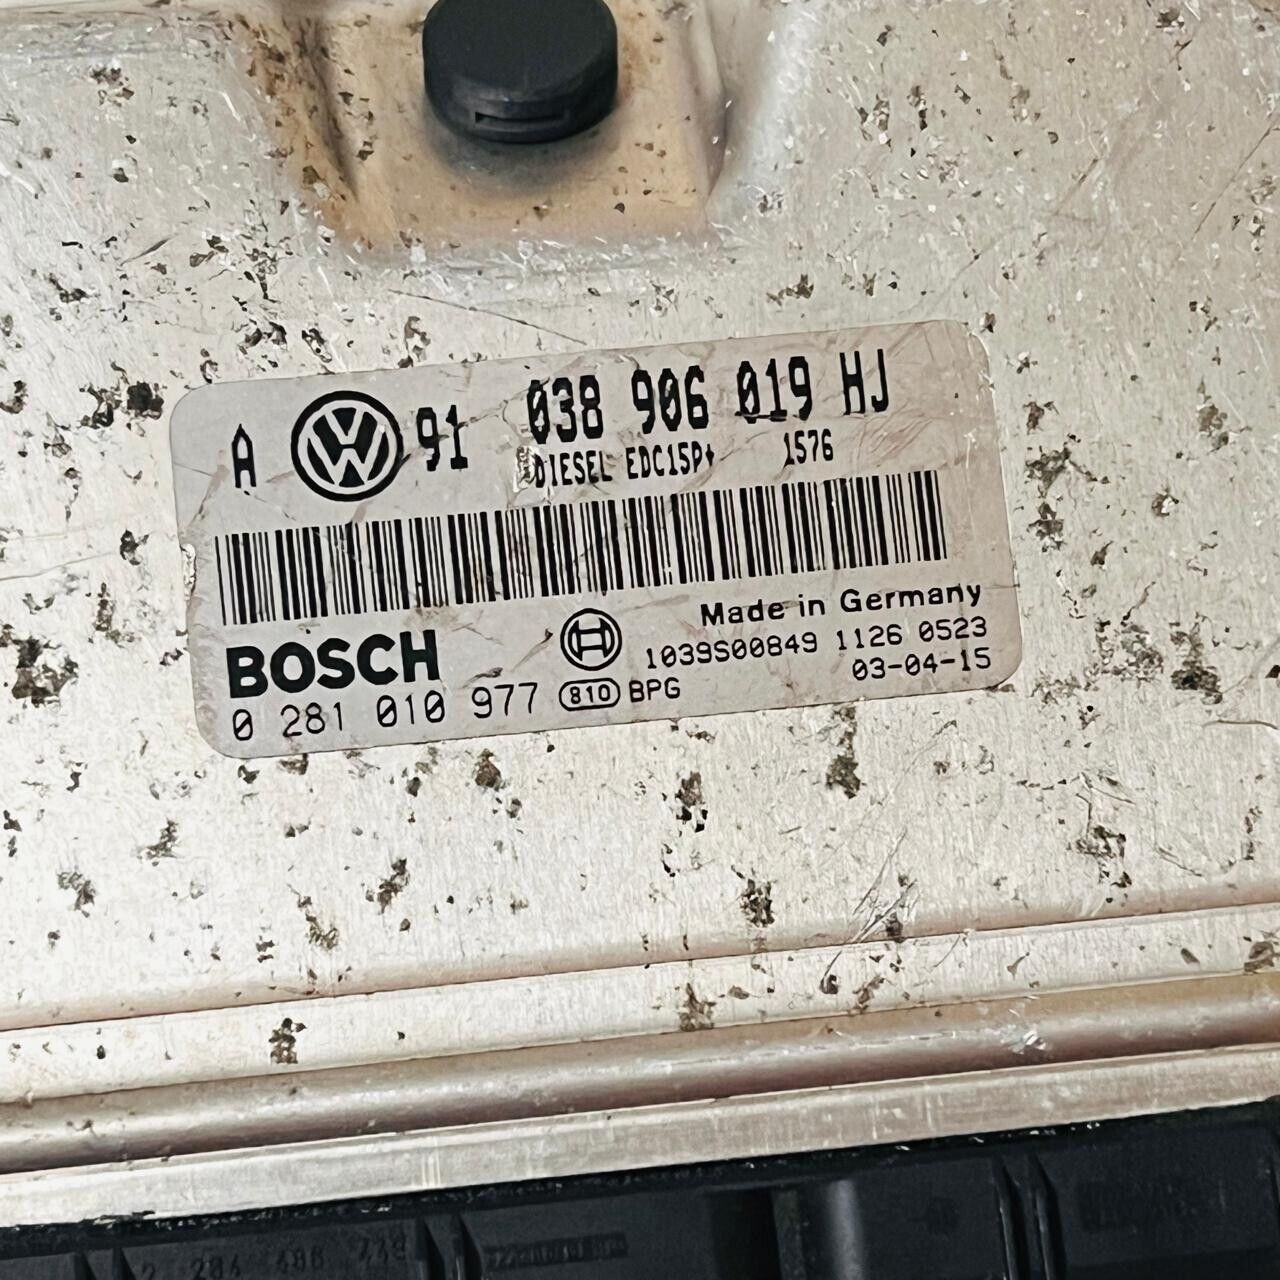 A VW 91 038 906 019 HJ
DIESEL EDC15P+ 1576
Made in Germany
BOSCH 1039S00849 1126 0523
0 281 010 977 810 BPG 03-04-15